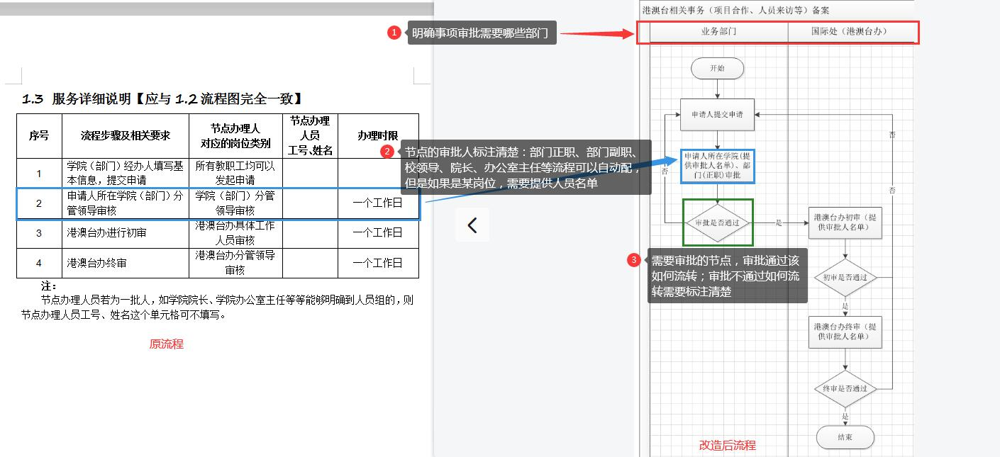 1.3 服务详细说明【应与 1.2 流程图完全一致】
序号
流程步骤及相关要求
节点办理人
对应的岗位类别
节点办理
人员
工号、姓名
办理时限
1
学院（部门）经办人填写基
本信息，提交申请
所有教职工均可以
发起申请
2
申请人所在学院（部门）分
管领导审核
学院（部门）分管
领导审核
一个工作日
3
港澳台办进行初审
港澳台办具体工作
人员审核
一个工作日
4
港澳台办终审
港澳台办分管领导
审核
一个工作日
注：
节点办理人员若为一批人，如学院院长、学院办公室主任等等能够明确到人员组的，则
节点办理人员工号、姓名这个单元格可不填写。
原流程
1
明确事项审批需要哪些部门
2
节点的审批人标注清楚：部门正职、部门副职、
校领导、院长、办公室主任等流程可以自动配，
但是如果是某岗位，需要提供人员名单
3
需要审批的节点，审批通过该
如何流转；审批不通过如何流
转需要标注清楚
港澳台相关事务（项目合作、人员来访等）备案
业务部门
国际处（港澳台办）
开始
申请人提交申请
申请人所在学院(提
供审批人名单)、部
门(正职)审批
否
否
否
审批是否通过
是
港澳台办初审（提
供审批人名单）
初审是否通过
是
港澳台办终审（提
供审批人名单）
终审是否通过
是
结束
改造后流程